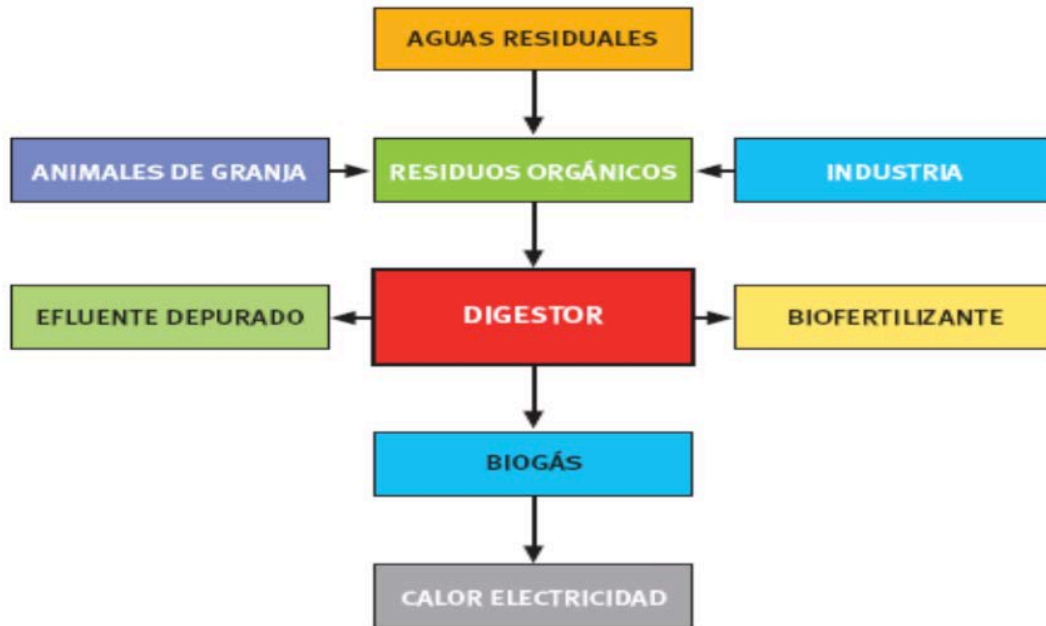 AGUAS RESIDUALES
ANIMALES DE GRANJA
RESIDUOS ORGÁNICOS
INDUSTRIA
EFLUENTE DEPURADO
DIGESTOR
BIOFERTILIZANTE
BIOGÁS
CALOR ELECTRICIDAD